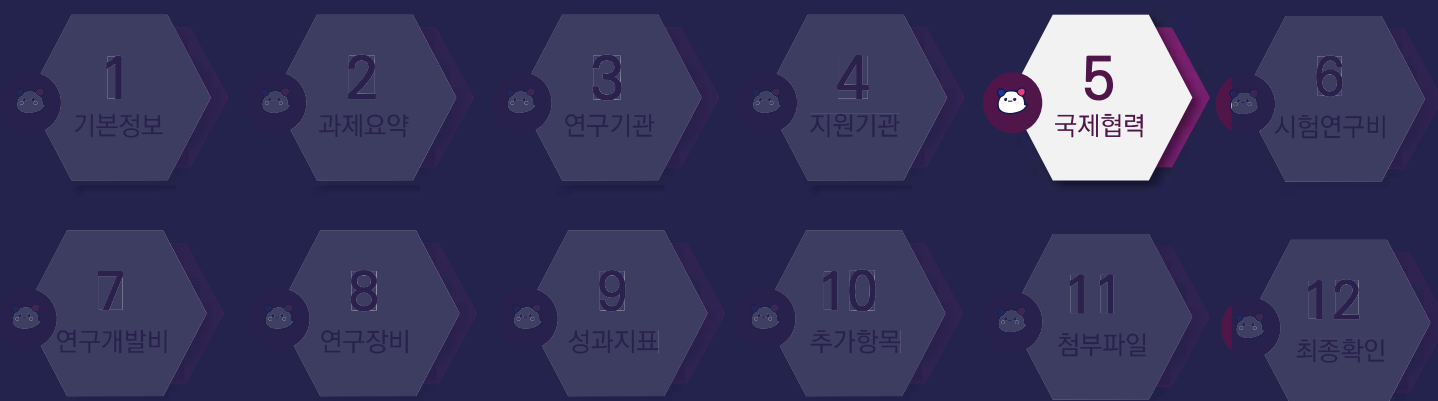 1
기본정보
2
과제요약
3
연구기관
4
지원기관
5
국제협력
6
시험연구비
7
연구개발비
8
연구장비
9
성과지표
10
추가항목
11
첨부파일
12
최종확인